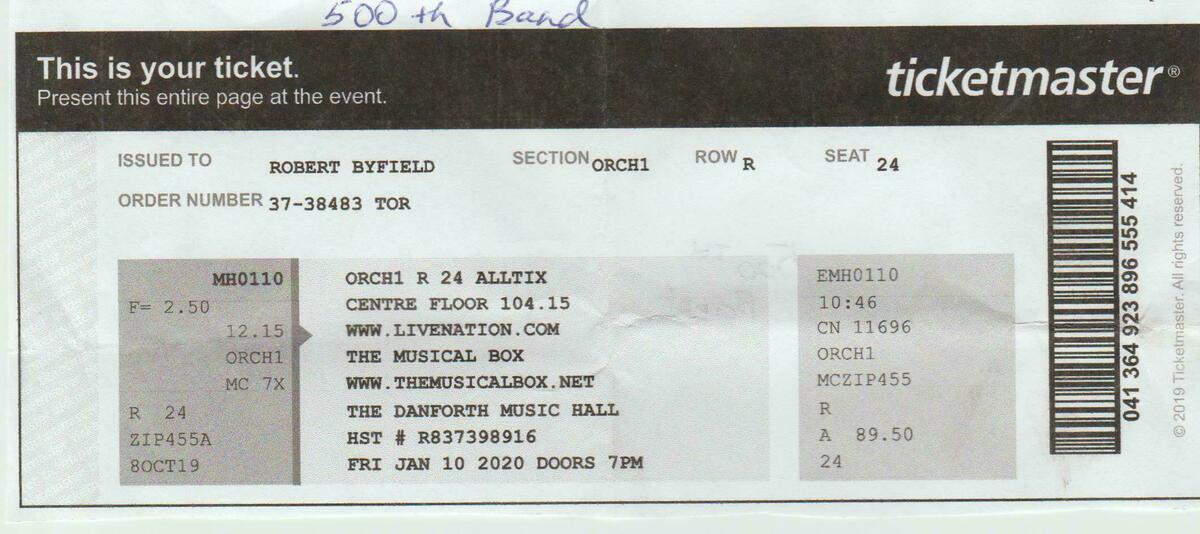 500 th Band
This is your ticket.
Present this entire page at the event.
ticketmaster®
ISSUED TO ROBERT BYFIELD SECTION ORCH1 ROW R SEAT 24
ORDER NUMBER 37-38483 TOR
MH0110
F= 2.50
12.15
ORCH1
MC 7X
R 24
ZIP455A
8OCT19
ORCH1 R 24 ALLTIX
CENTRE FLOOR 104.15
WWW.LIVENATION.COM
THE MUSICAL BOX
WWW.THEMUSICALBOX.NET
THE DANFORTH MUSIC HALL
HST # R837398916
FRI JAN 10 2020 DOORS 7PM
EMH0110
10:46
CN 11696
ORCH1
MCZIP455
R
A 89.50
24
041 364 923 896 555 414
© 2019 Ticketmaster. All rights reserved.